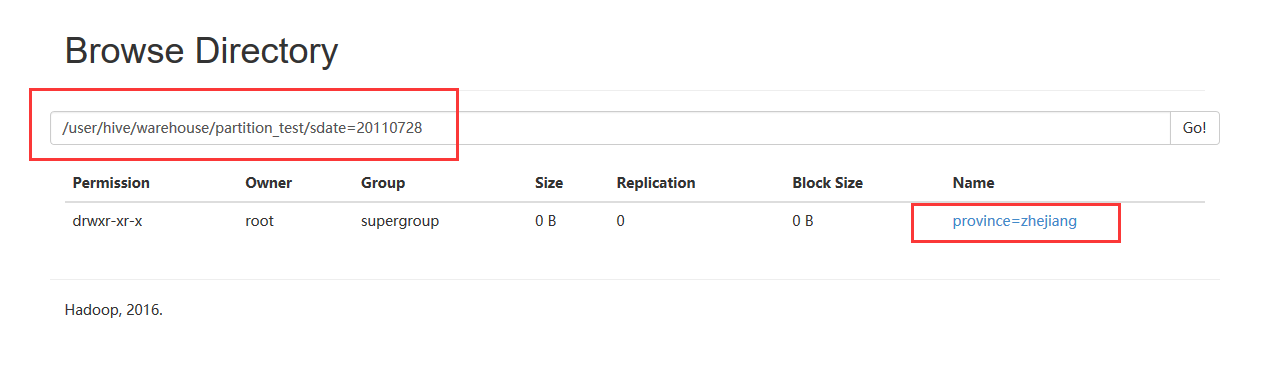 Browse Directory
/user/hive/warehouse/partition_test/sdate=20110728 Go!
Permission Owner Group Size Replication Block Size Name
drwxr-xr-x root supergroup 0 B 0 0 B province=zhejiang
Hadoop, 2016.